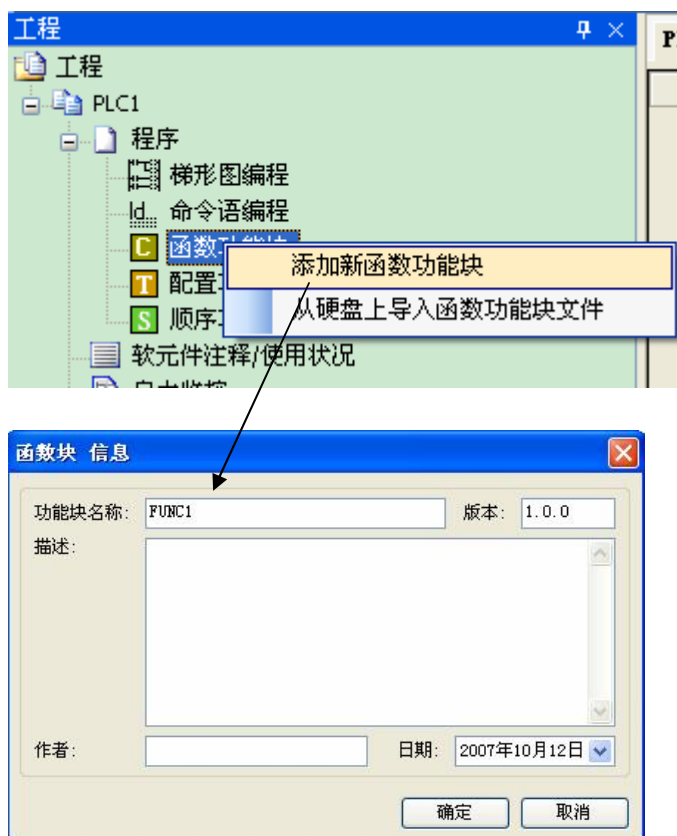 工程
P
工程
PLC1
程序
梯形图编程
ld... 命令语编程
C 函数
添加新函数功能块
T 配置
从硬盘上导入函数功能块文件
S 顺序
软元件注释/使用状况
函数块 信息
功能块名称: FUNC1 版本: 1.0.0
描述:
作者: 日期: 2007年10月12日
确定 取消